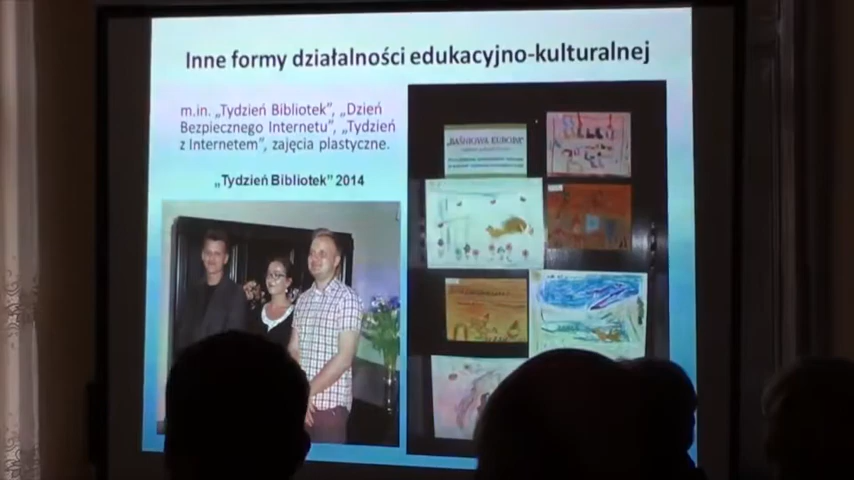 Inne formy działalności edukacyjno-kulturalnej
m.in. „Tydzień Bibliotek”, „Dzień
Bezpiecznego Internetu”, „Tydzień
z Internetem”, zajęcia plastyczne.
„Tydzień Bibliotek” 2014